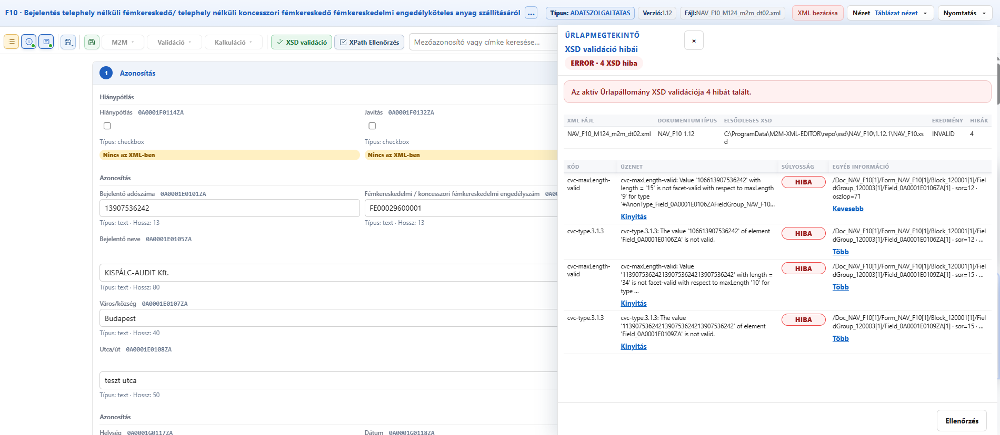 F10 · Bejelentés telephely nélküli fémkereskedő/ telephely nélküli koncesszori fémkereskedő fémkereskedelmi engedélyköteles anyag szállításáról
...
Típus: ADATSZOLGALTATAS
Verzió:1.12
Fájl:NAV_F10_M124_m2m_dt02.xml
XML bezárása
Nézet Táblázat nézet
Nyomtatás
M2M
Validáció
Kalkuláció
XSD validáció
XPath Ellenőrzés
Mezőazonosító vagy címke keresése...
1 Azonosítás
Hiánypótlás
Hiánypótlás 0A0001F0114ZA
Javítás 0A0001F0132ZA
Típus: checkbox
Típus: checkbox
Nincs az XML-ben
Nincs az XML-ben
Azonosítás
Bejelentő adószáma 0A0001E0101ZA
Fémkereskedelmi / koncesszori fémkereskedelmi engedélyszám 0A00
13907536242
FE00029600001
Típus: text · Hossz: 13
Típus: text · Hossz: 13
Bejelentő neve 0A0001E0105ZA
KISPÁLC-AUDIT Kft.
Típus: text · Hossz: 80
Város/község 0A0001E0107ZA
Budapest
Típus: text · Hossz: 40
Utca/út 0A0001E0108ZA
teszt utca
Típus: text · Hossz: 50
Azonosítás
Helység 0A0001G0117ZA
Dátum 0A0001G0118ZA
ŰRLAPMEGTEKINTŐ
×
XSD validáció hibái
ERROR · 4 XSD hiba
Az aktív Űrlapállomány XSD validációja 4 hibát talált.
XML FÁJL DOKUMENTUMTÍPUS ELSŐDLEGES XSD EREDMÉNY HIBÁK
NAV_F10_M124_m2m_dt02.xml NAV_F10 1.12 C:\ProgramData\M2M-XML-EDITOR\repo\xsd\NAV_F10\1.12.1\NAV_F10.xs INVALID 4
d
KÓD ÜZENET SÚLYOSSÁG EGYÉB INFORMÁCIÓ
cvc-maxLength-
valid
cvc-maxLength-valid: Value '106613907536242' with
length = '15' is not facet-valid with respect to maxLength
'9' for type
'#AnonType_Field_0A0001E0106ZAFieldGroup_NAV_F10...
Kinyitás
HIBA
/Doc_NAV_F10[1]/Form_NAV_F10[1]/Block_120001[1]/Fiel
dGroup_120003[1]/Field_0A0001E0106ZA[1] · sor=12 ·
oszlop=71
Kevesebb
cvc-type.3.1.3
cvc-type.3.1.3: The value '106613907536242' of element
'Field_0A0001E0106ZA' is not valid.
HIBA
/Doc_NAV_F10[1]/Form_NAV_F10[1]/Block_120001[1]/Fiel
dGroup_120003[1]/Field_0A0001E0106ZA[1] · sor=12 · ...
Több
cvc-maxLength-
valid
cvc-maxLength-valid: Value
'1139075362421390753624213907536242' with length =
'34' is not facet-valid with respect to maxLength '10' for
type ...
Kinyitás
HIBA
/Doc_NAV_F10[1]/Form_NAV_F10[1]/Block_120001[1]/Fiel
dGroup_120003[1]/Field_0A0001E0109ZA[1] · sor=15 · ...
Több
cvc-type.3.1.3
cvc-type.3.1.3: The value
'1139075362421390753624213907536242' of element
'Field_0A0001E0109ZA' is not valid.
Kinyitás
HIBA
/Doc_NAV_F10[1]/Form_NAV_F10[1]/Block_120001[1]/Fiel
dGroup_120003[1]/Field_0A0001E0109ZA[1] · sor=15 · ...
Több
Ellenőrzés